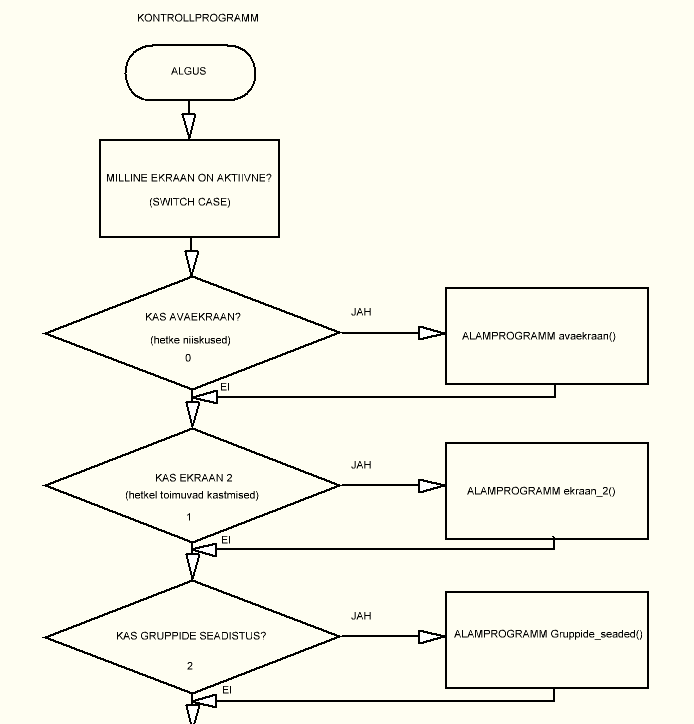 KONTROLLPROGRAMM
ALGUS
MILLINE EKRAAN ON AKTIIVNE?
(SWITCH CASE)
KAS AVAEKRAAN?
(hetke niiskused)
0
JAH
ALAMPROGRAMM avaekraan()
EI
KAS EKRAAN 2
(hetkel toimuvad kastmised)
1
JAH
ALAMPROGRAMM ekraan_2()
EI
KAS GRUPPIDE SEADISTUS?
2
JAH
ALAMPROGRAMM Gruppide_seaded()
EI